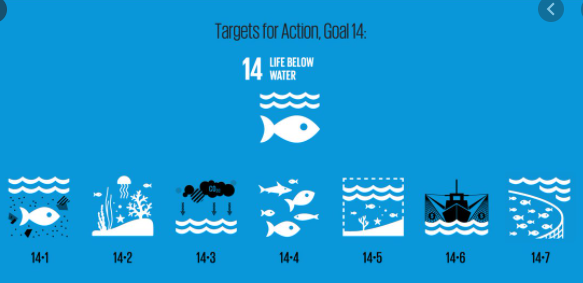 Targets for Action, Goal 14:
14 LIFE BELOW
WATER
CO₂
14•1 14•2 14•3 14•4 14•5 14•6 14•7